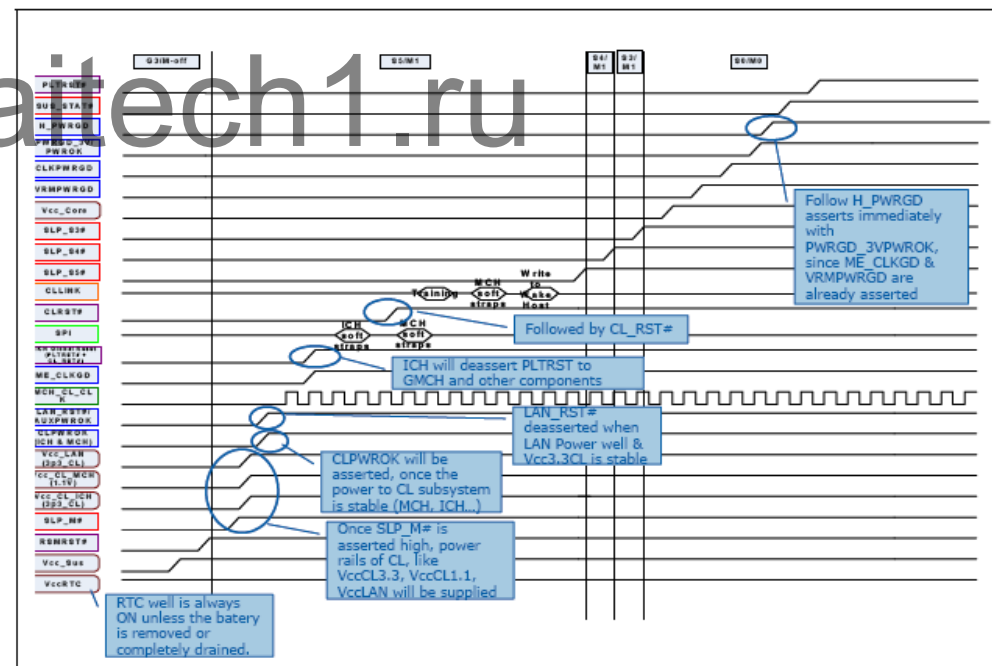 G3/M-off
S5/M1
S4/
M1
S3/
M1
S0/M0
aitech1.ru
PLTRST#
SUS_STAT#
H_PWRGD
PWRGD_3V/
PWROK
CLKPWRGD
VRMPWRGD
Vcc_Core
SLP_S3#
SLP_S4#
SLP_S5#
CLLINK
Training
MCH
soft
straps
Write
to
Wake
Host
CLRST#
SPI
ICH
soft
straps
MCH
soft
straps
(PLTRST# +
ME_CLKGD
MCH_CL_CL
K
LAN_RST#/
AUXPWROK
CLPWROK
(ICH & MCH)
Vcc_LAN
(3p3_CL)
Vcc_CL_MCH
(1.1V)
Vcc_CL_ICH
(3p3_CL)
SLP_M#
RSMRST#
Vcc_Sus
VccRTC
Follow H_PWRGD
asserts immediately
with
PWRGD_3VPWROK,
since ME_CLKGD &
VRMPWRGD are
already asserted
Followed by CL_RST#
ICH will deassert PLTRST to
GMCH and other components
LAN_RST#
deasserted when
LAN Power well &
Vcc3.3CL is stable
CLPWROK will be
asserted, once the
power to CL subsystem
is stable (MCH, ICH...)
Once SLP_M# is
asserted high, power
rails of CL, like
VccCL3.3, VccCL1.1,
VccLAN will be supplied
RTC well is always
ON unless the batery
is removed or
completely drained.